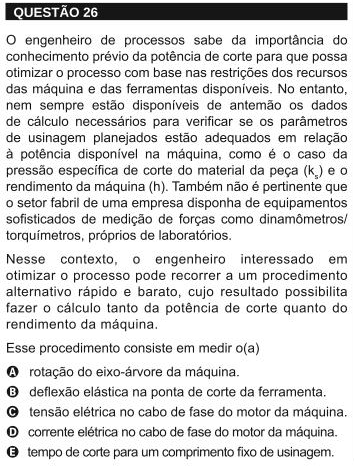 QUESTÃO 26
O engenheiro de processos sabe da importância do
conhecimento prévio da potência de corte para que possa
otimizar o processo com base nas restrições dos recursos
das máquina e das ferramentas disponíveis. No entanto,
nem sempre estão disponíveis de antemão os dados
de cálculo necessários para verificar se os parâmetros
de usinagem planejados estão adequados em relação
à potência disponível na máquina, como é o caso da
pressão específica de corte do material da peça (ks) e o
rendimento da máquina (h). Também não é pertinente que
o setor fabril de uma empresa disponha de equipamentos
sofisticados de medição de forças como dinamômetros/
torquímetros, próprios de laboratórios.
Nesse contexto, o engenheiro interessado em
otimizar o processo pode recorrer a um procedimento
alternativo rápido e barato, cujo resultado possibilita
fazer o cálculo tanto da potência de corte quanto do
rendimento da máquina.
Esse procedimento consiste em medir o(a)
A rotação do eixo-árvore da máquina.
B deflexão elástica na ponta de corte da ferramenta.
C tensão elétrica no cabo de fase do motor da máquina.
D corrente elétrica no cabo de fase do motor da máquina.
E tempo de corte para um comprimento fixo de usinagem.